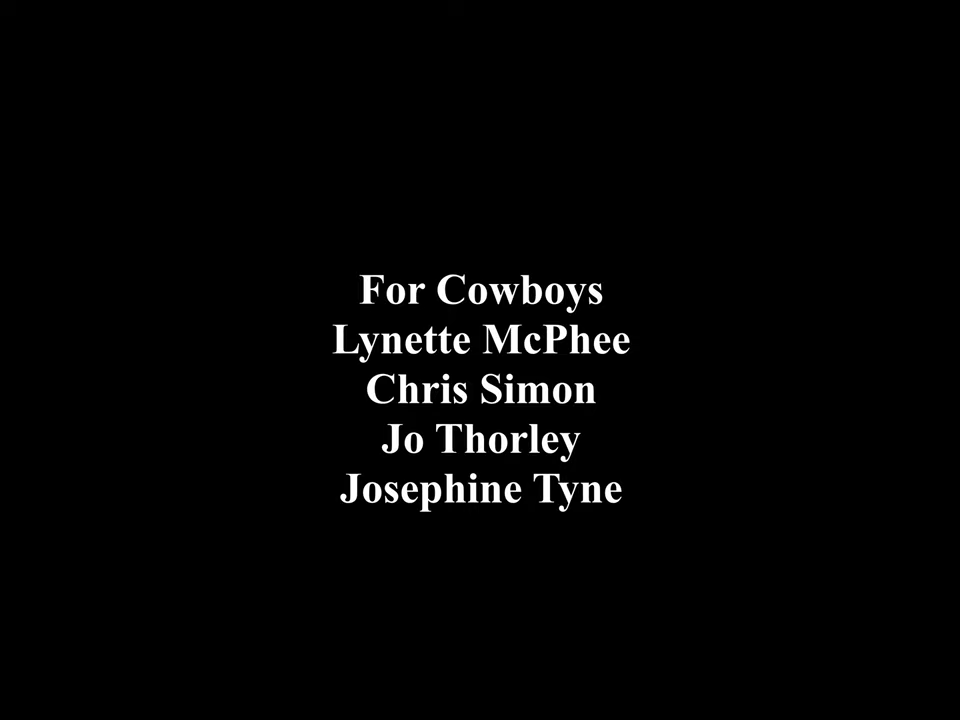 For Cowboys
Lynette McPhee
Chris Simon
Jo Thorley
Josephine Tyne